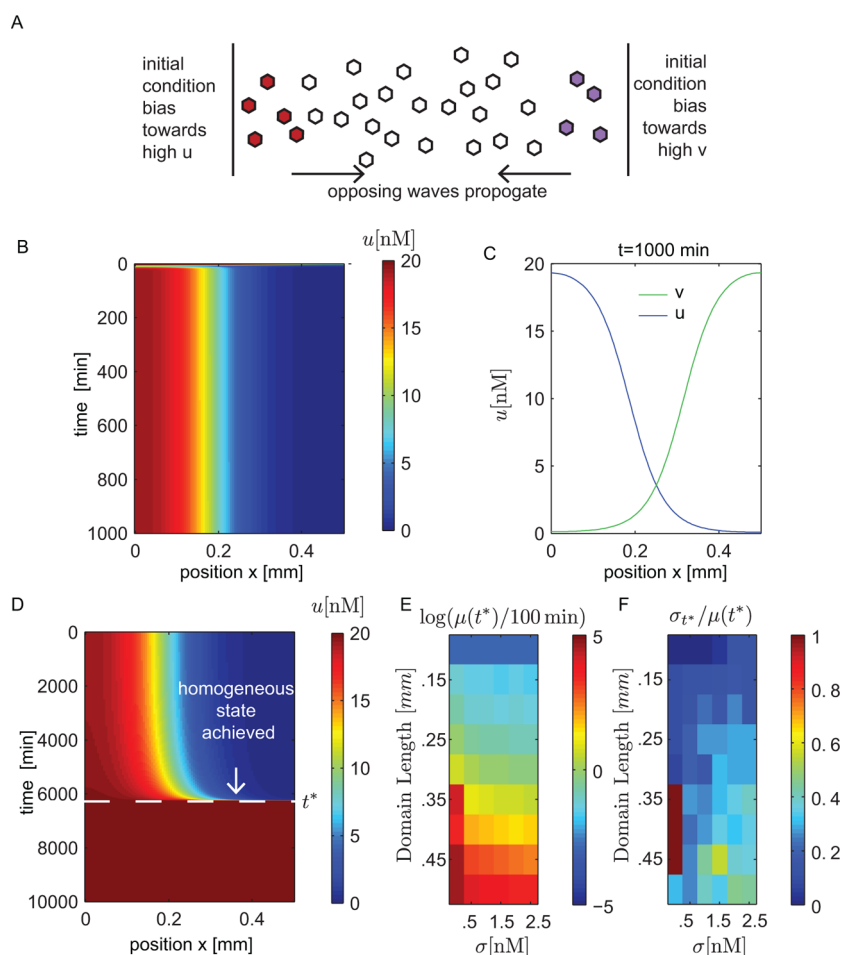 A
initial
condition
bias
towards
high u
initial
condition
bias
towards
high v
opposing waves propogate
B
u[nM]
0
200
400
600
800
1000
time [min]
0
0.2
0.4
position x [mm]
20
15
10
5
0
C
t=1000 min
20
15
10
5
0
u[nM]
v
u
0
0.2
0.4
position x [mm]
D
u[nM]
0
2000
4000
6000
8000
10000
time [min]
homogeneous
state
achieved
t*
0
0.2
0.4
position x [mm]
20
15
10
5
0
E
log(μ(t*)/100 min)
Domain Length [mm]
.15
.25
.35
.45
.5
1.5
2.5
σ[nM]
5
0
−5
F
σt*/μ(t*)
Domain Length [mm]
.15
.25
.35
.45
.5
1.5
2.5
σ[nM]
1
0.8
0.6
0.4
0.2
0